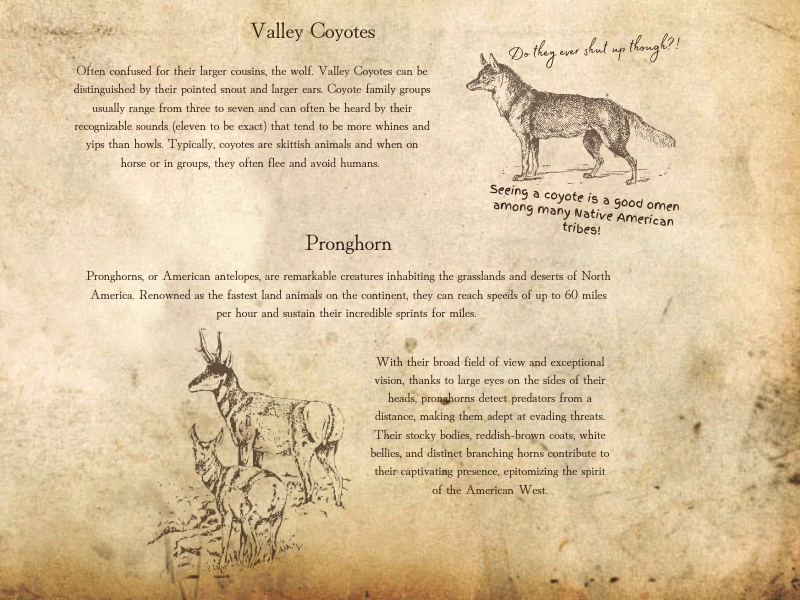 Valley Coyotes
Do they ever shut up though?!
Often confused for their larger cousins, the wolf. Valley Coyotes can be
distinguished by their pointed snout and larger ears. Coyote family groups
usually range from three to seven and can often be heard by their
recognizable sounds (eleven to be exact) that tend to be more whines and
yips than howls. Typically, coyotes are skittish animals and when on
horse or in groups, they often flee and avoid humans.
Seeing a coyote is a good omen
among many Native American
tribes!
Pronghorn
Pronghorns, or American antelopes, are remarkable creatures inhabiting the grasslands and deserts of North
America. Renowned as the fastest land animals on the continent, they can reach speeds of up to 60 miles
per hour and sustain their incredible sprints for miles.
With their broad field of view and exceptional
vision, thanks to large eyes on the sides of their
heads, pronghorns detect predators from a
distance, making them adept at evading threats.
Their stocky bodies, reddish-brown coats, white
bellies, and distinct branching horns contribute to
their captivating presence, epitomizing the spirit
of the American West.